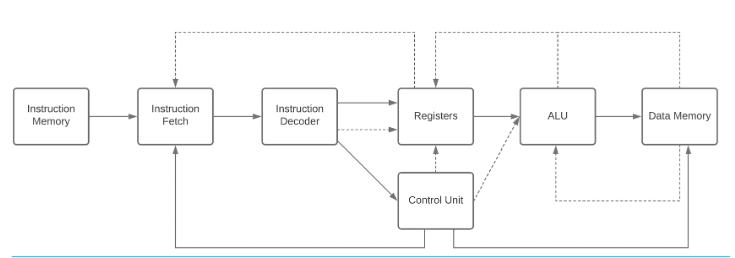 Instruction
Memory
Instruction
Fetch
Instruction
Decoder
Registers
ALU
Data Memory
Control Unit